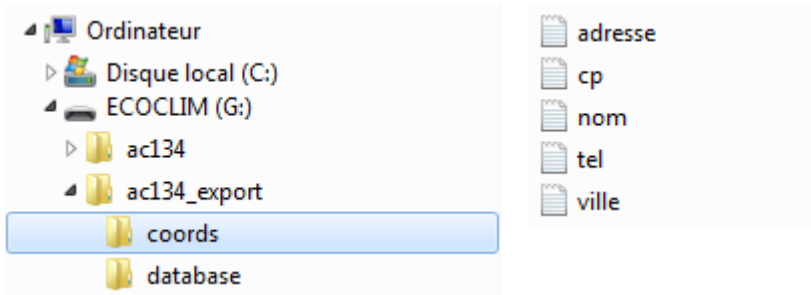 Ordinateur
Disque local (C:)
ECOCLIM (G:)
ac134
ac134_export
coords
database
adresse
cp
nom
tel
ville